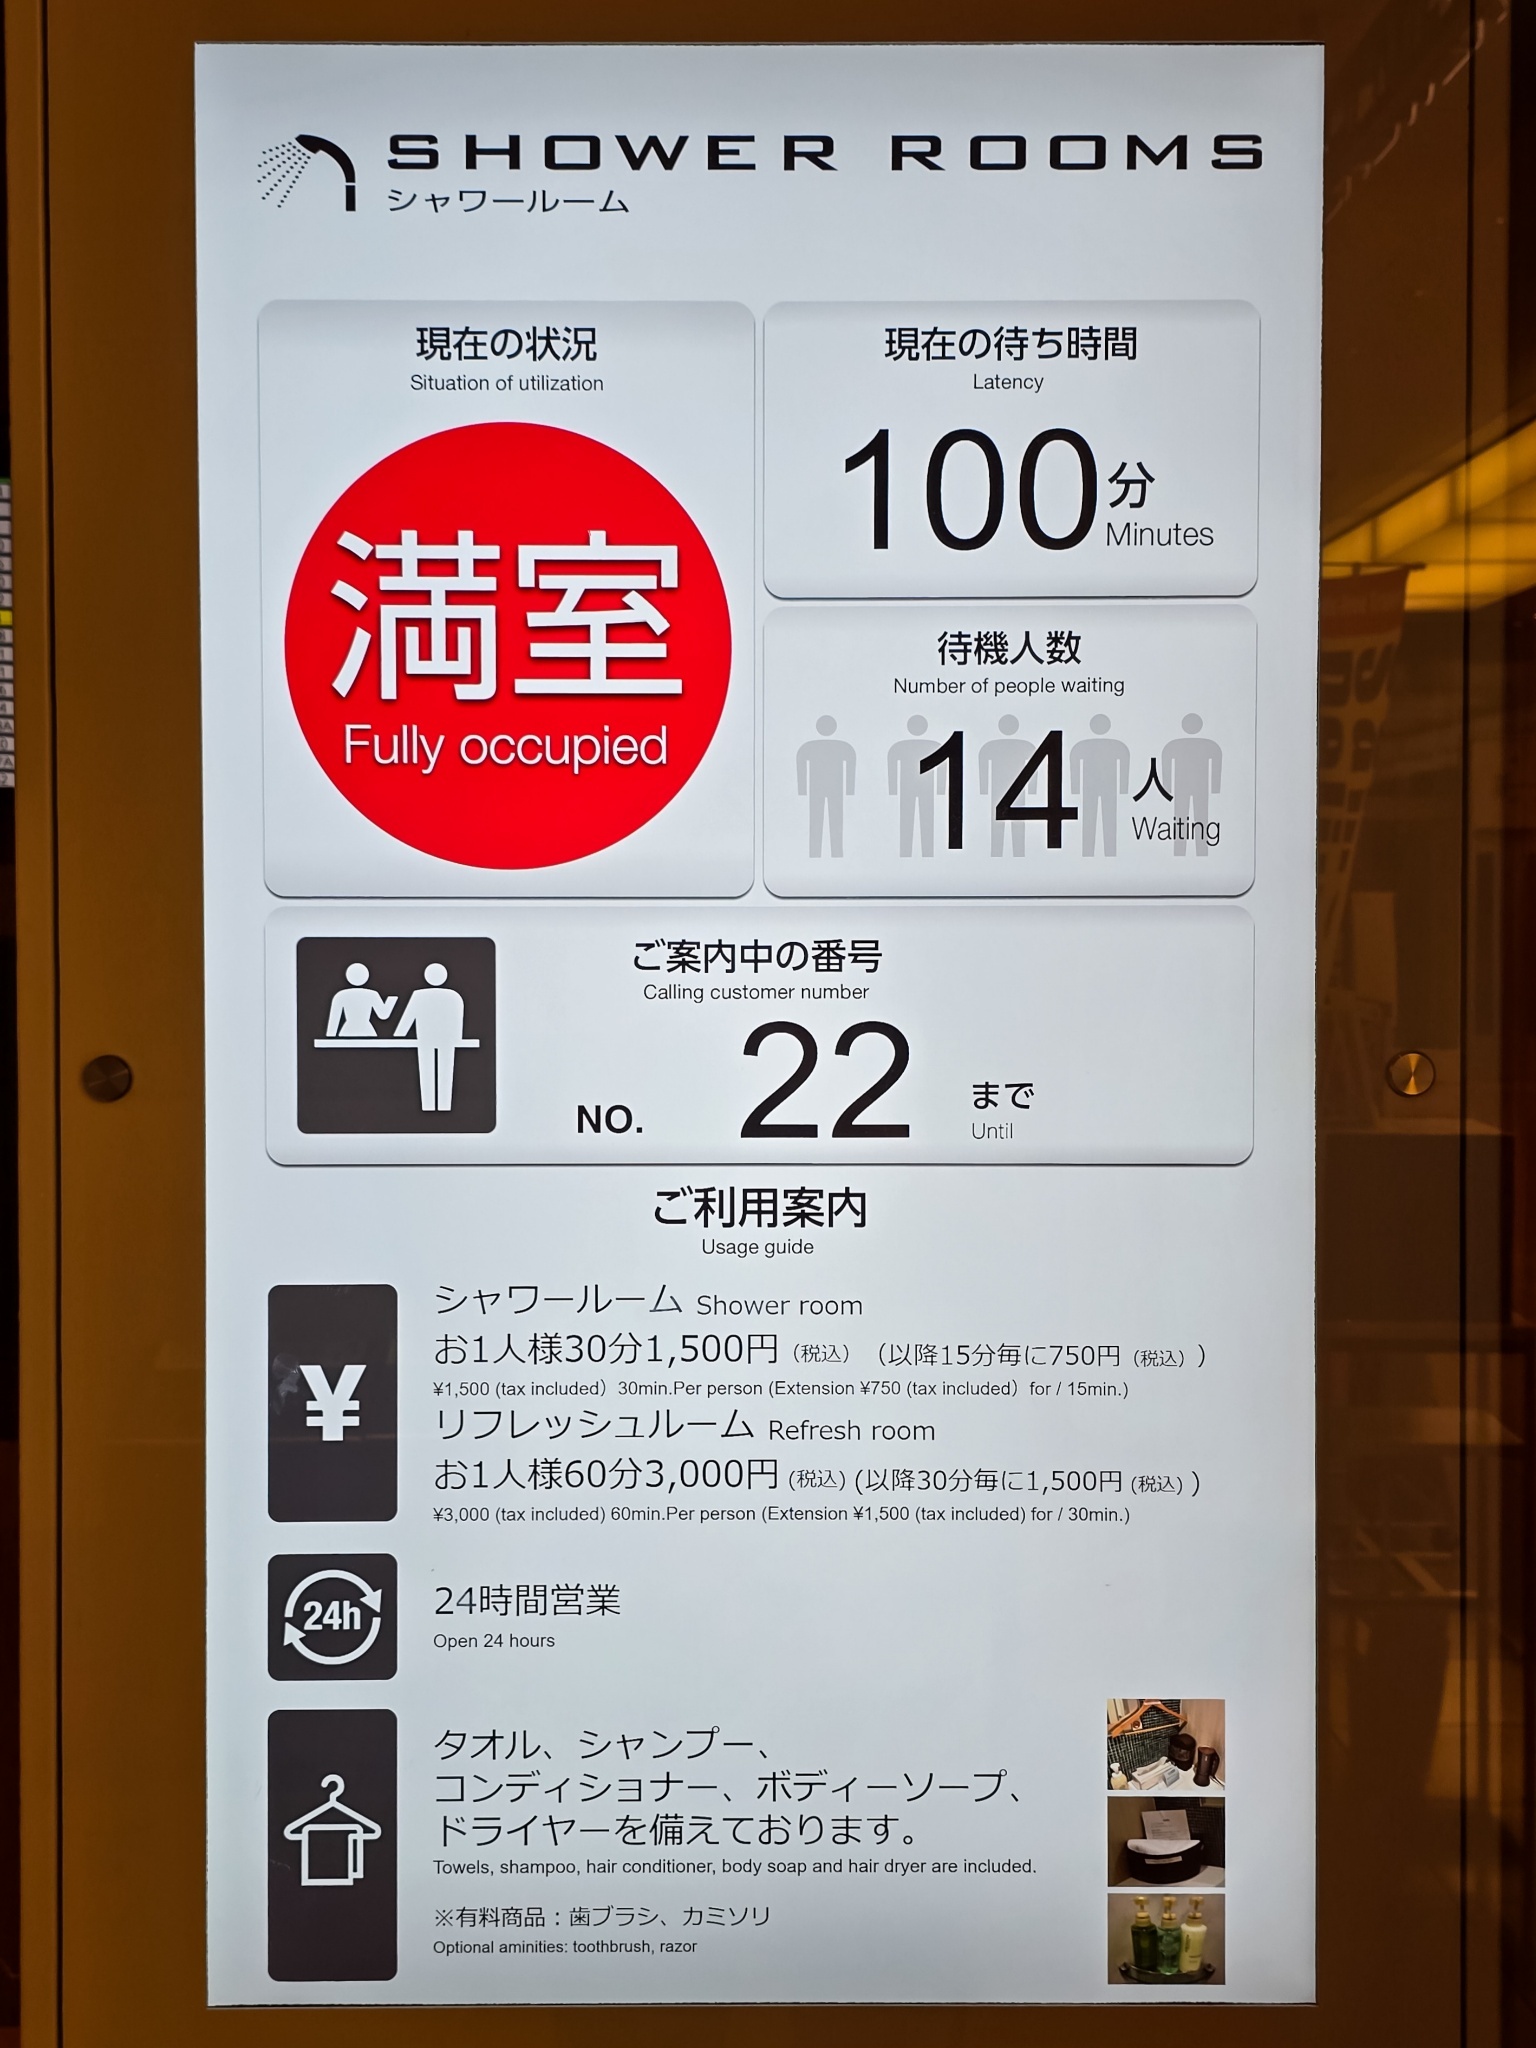 SHOWER ROOMS
シャワールーム
現在の状況
Situation of utilization
満室
Fully occupied
現在の待ち時間
Latency
100分
Minutes
待機人数
Number of people waiting
14人
Waiting
ご案内中の番号
Calling customer number
NO. 22 まで
Until
ご利用案内
Usage guide
¥
シャワールーム Shower room
お1人様30分1,500円（税込）（以降15分毎に750円（税込））
¥1,500 (tax included）30min.Per person (Extension ¥750 (tax included）for / 15min.)
リフレッシュルーム Refresh room
お1人様60分3,000円 (税込) (以降30分毎に1,500円 (税込) )
¥3,000 (tax included) 60min.Per person (Extension ¥1,500 (tax included) for / 30min.)
24h
24時間営業
Open 24 hours
タオル、シャンプー、
コンディショナー、ボディーソープ、
ドライヤーを備えております。
Towels, shampoo, hair conditioner, body soap and hair dryer are included.
※有料商品：歯ブラシ、カミソリ
Optional aminities: toothbrush, razor